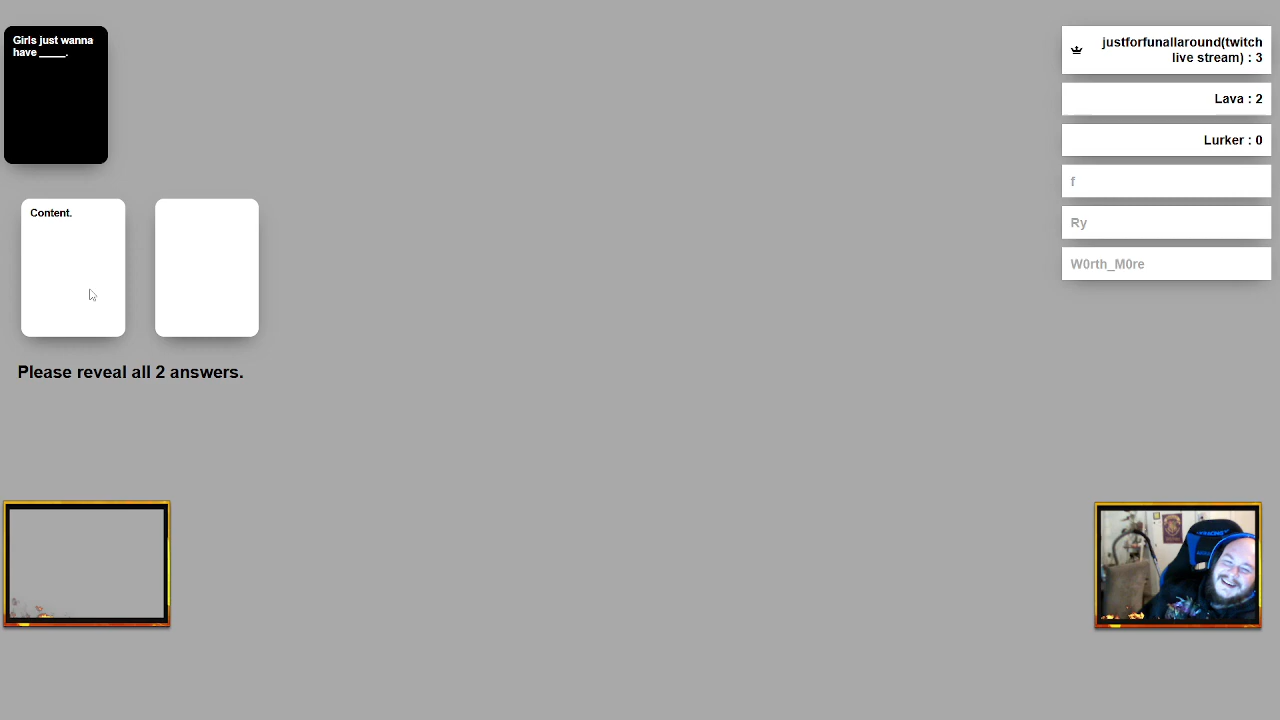 Girls just wanna
have _____.
Content.
Please reveal all 2 answers.
justforfunallaround(twitch
live stream) : 3
Lava : 2
Lurker : 0
f
Ry
W0rth_M0re